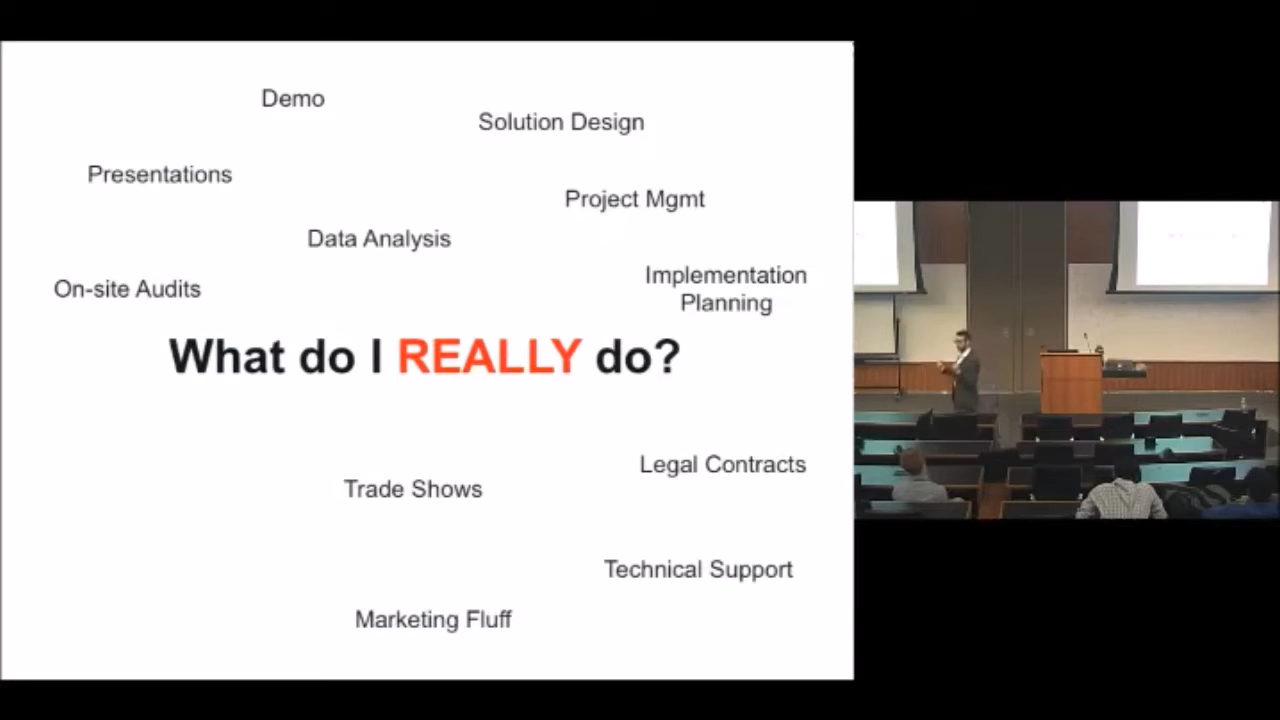 Demo
Solution Design
Presentations
Project Mgmt
Data Analysis
Implementation
Planning
On-site Audits
What do I REALLY do?
Legal Contracts
Trade Shows
Technical Support
Marketing Fluff